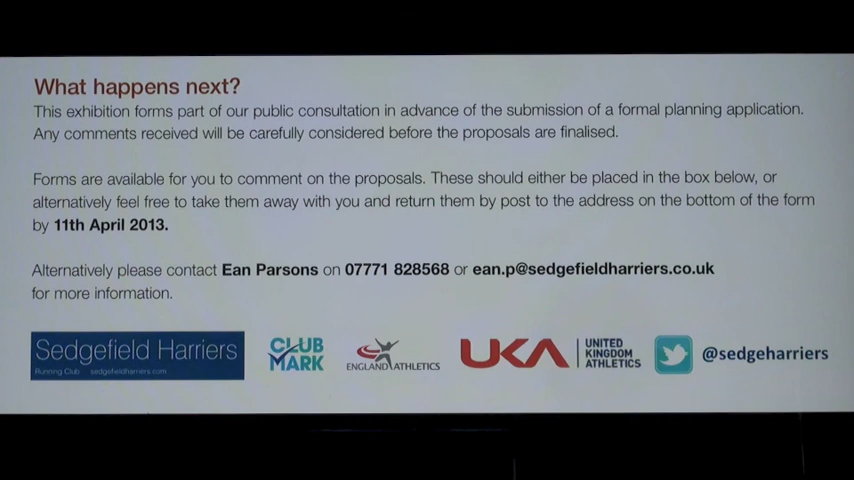 What happens next?
This exhibition forms part of our public consultation in advance of the submission of a formal planning application.
Any comments received will be carefully considered before the proposals are finalised.
Forms are available for you to comment on the proposals. These should either be placed in the box below, or
alternatively feel free to take them away with you and return them by post to the address on the bottom of the form
by 11th April 2013.
Alternatively please contact Ean Parsons on 07771 828568 or ean.p@sedgefieldharriers.co.uk
for more information.
Sedgefield Harriers
Running Club sedgefieldharriers.com
CLUB
MARK
ENGLAND ATHLETICS
UKA
UNITED
KINGDOM
ATHLETICS
@sedgeharriers